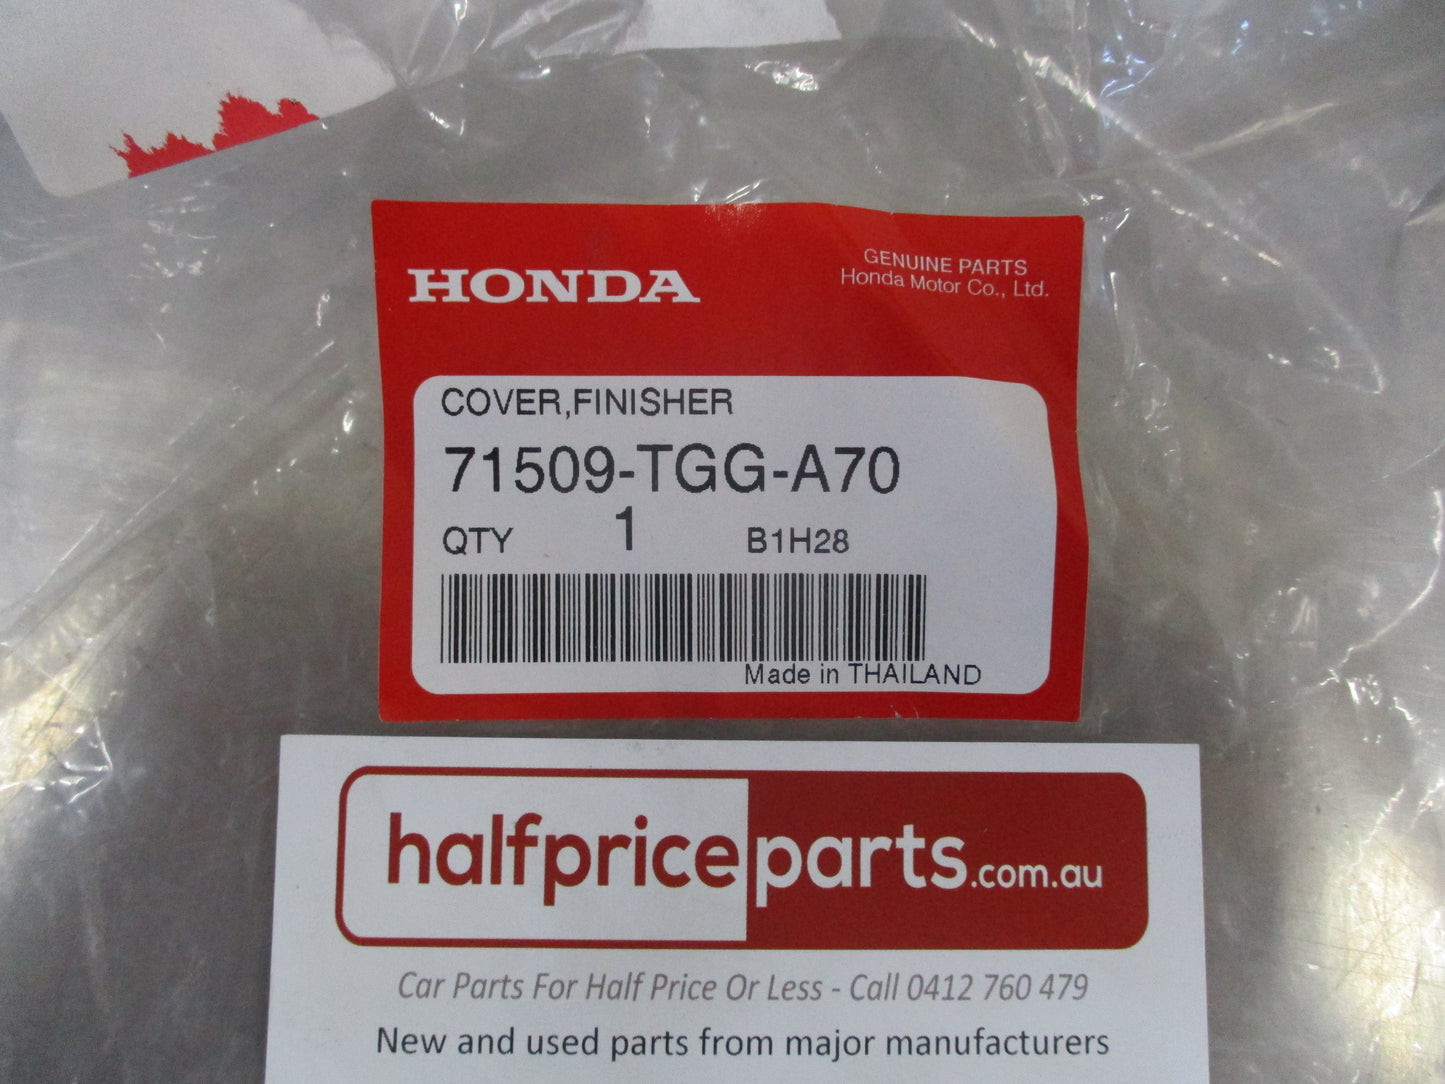 HONDA
GENUINE PARTS
Honda Motor Co., Ltd.
COVER,FINISHER
71509-TGG-A70
QTY 1 B1H28
Made in THAILAND
halfpriceparts.com.au
Car Parts For Half Price Or Less - Call 0412 760 479
New and used parts from major manufacturers